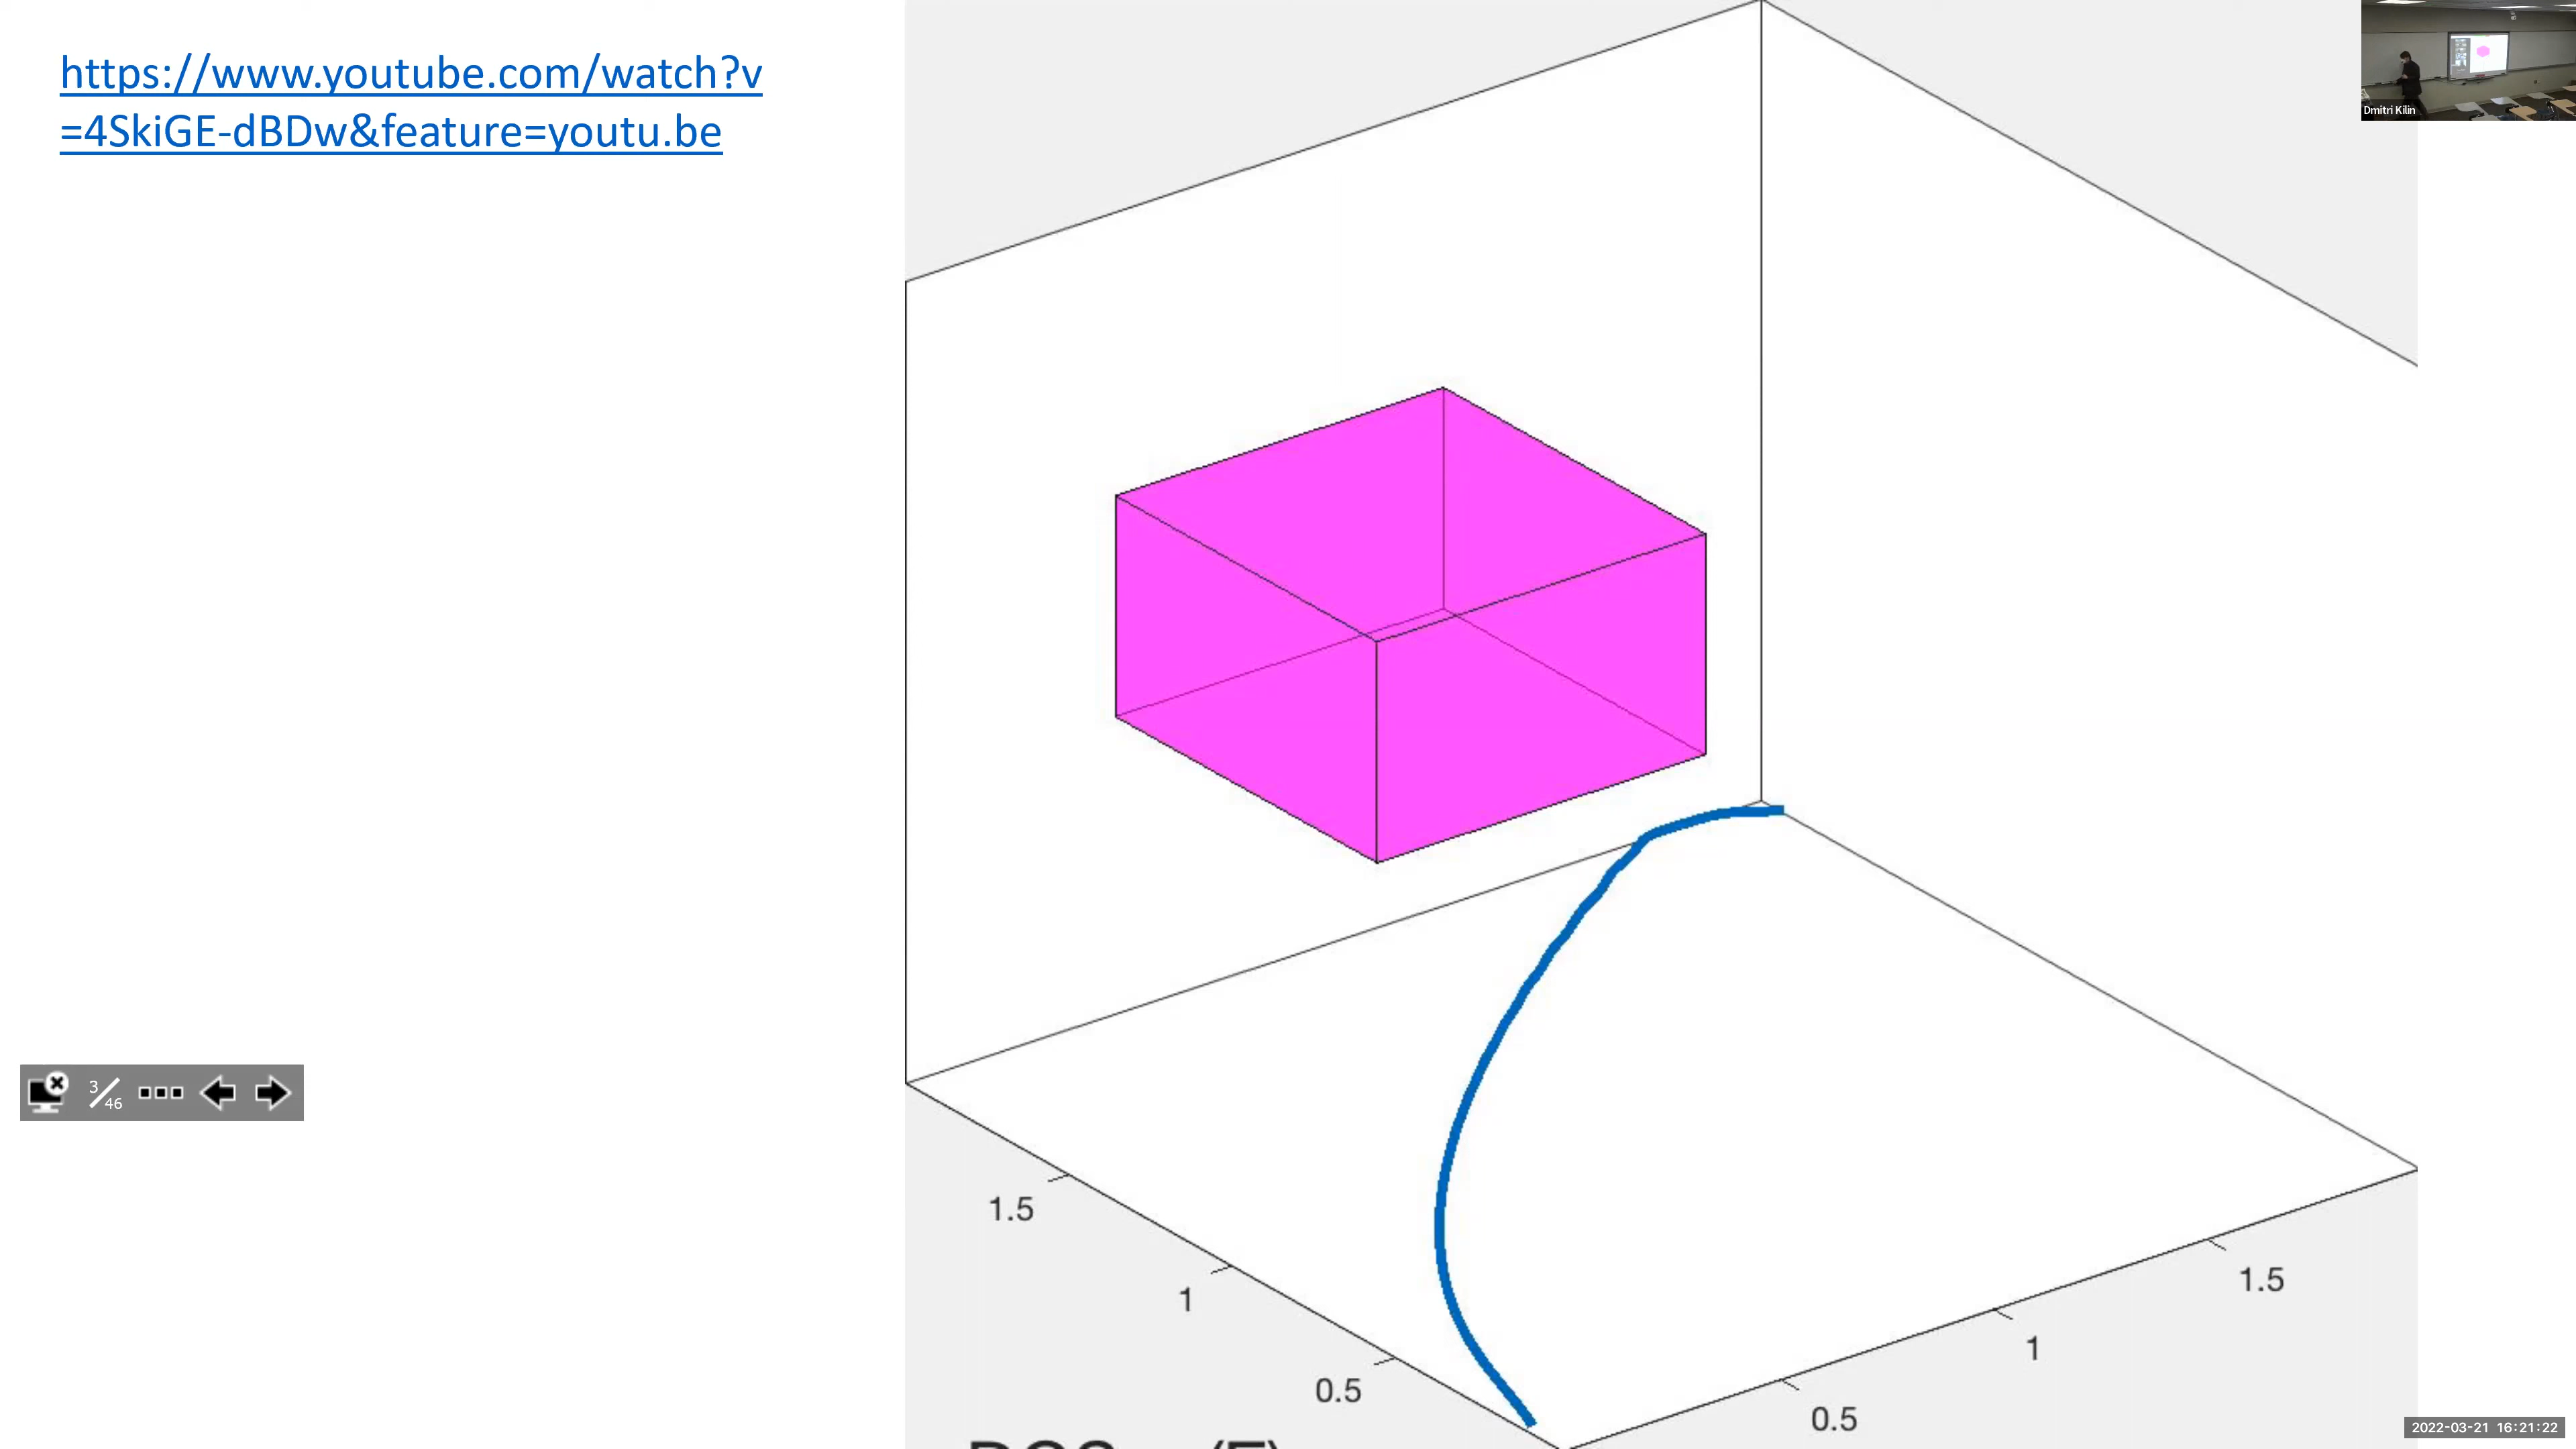 https://www.youtube.com/watch?v
=4SkiGE-dBDw&feature=youtu.be
Dmitri Kilin
3/46
1.5
1
0.5
1.5
1
0.5
2022-03-21 16:21:22